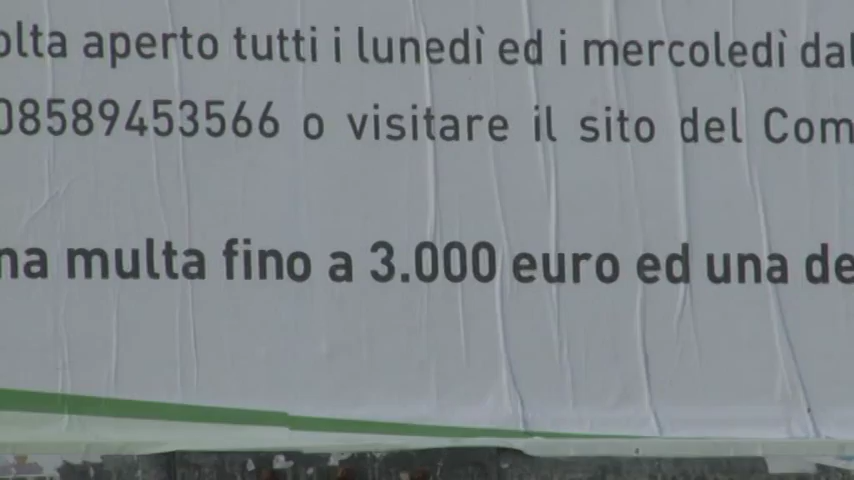 olta aperto tutti i lunedì ed i mercoledì dal
08589453566 o visitare il sito del Com
na multa fino a 3.000 euro ed una de